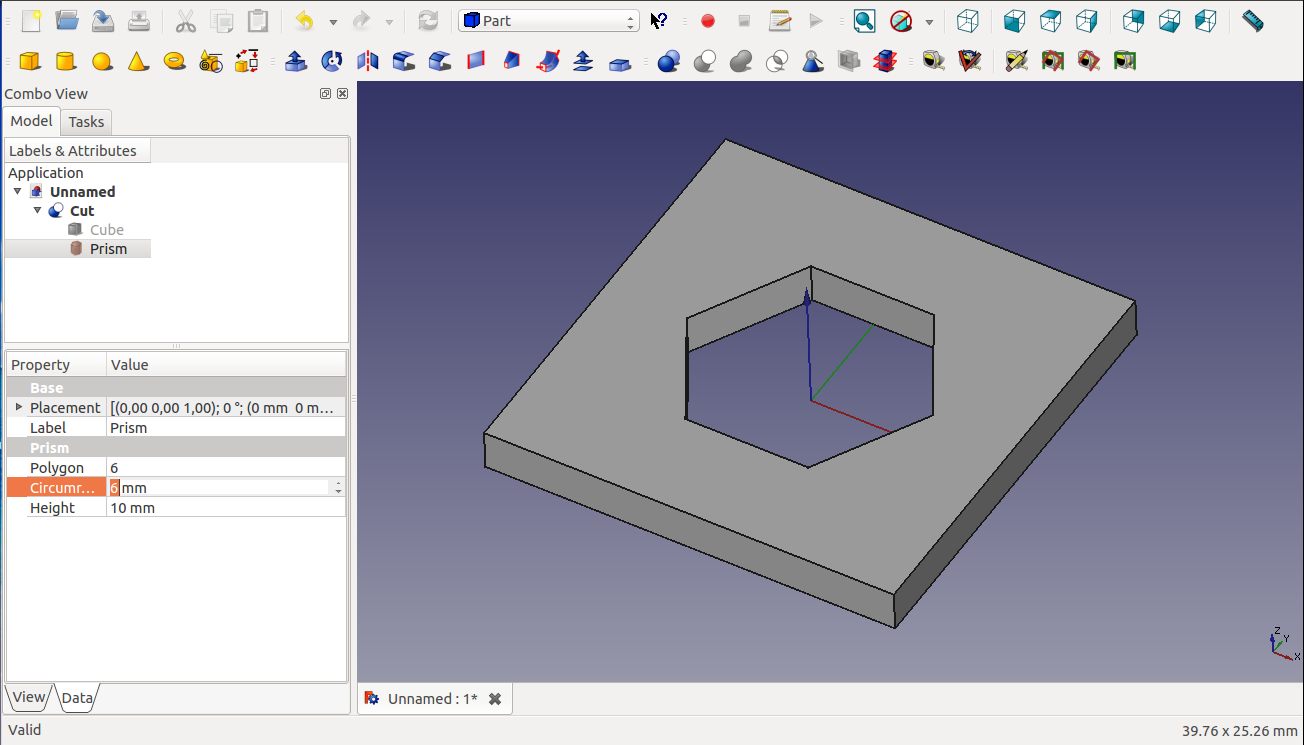 Part
Combo View
Model Tasks
Labels & Attributes
Application
Unnamed
Cut
Cube
Prism
Property Value
Base
Placement [(0,00 0,00 1,00); 0 °; (0 mm 0 m...
Label Prism
Prism
Polygon 6
Circumr... 6 mm
Height 10 mm
View Data
Z
Y
X
Unnamed : 1*
Valid
39.76 x 25.26 mm